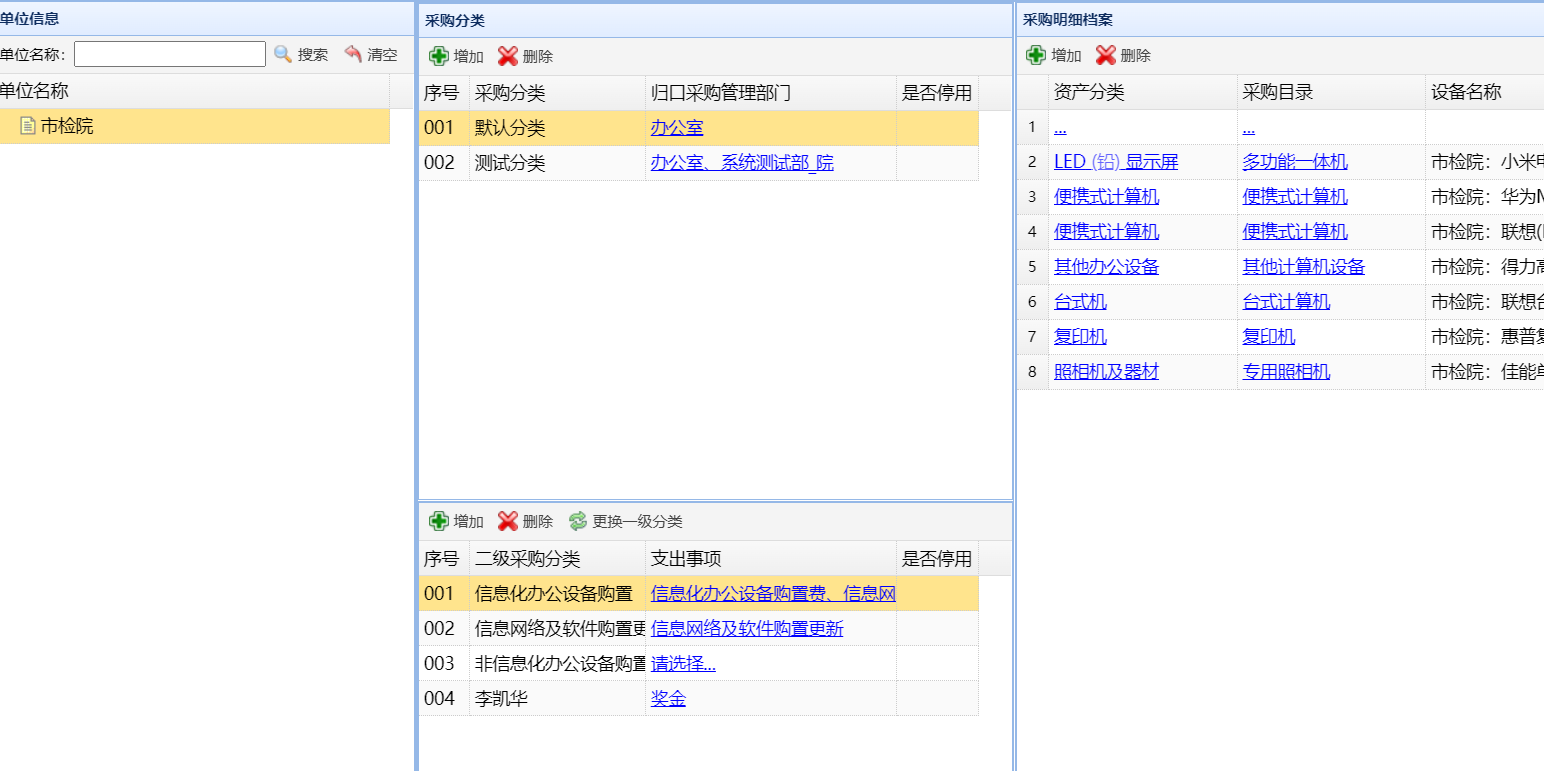 单位信息
单位名称：
搜索
清空
单位名称
市检院
采购分类
增加
删除
序号 采购分类 归口采购管理部门 是否停用
001 默认分类 办公室
002 测试分类 办公室、系统测试部_院
增加
删除
更换一级分类
序号 二级采购分类 支出事项 是否停用
001 信息化办公设备购置 信息化办公设备购置费、信息网
002 信息网络及软件购置更 信息网络及软件购置更新
003 非信息化办公设备购置 请选择...
004 李凯华 奖金
采购明细档案
增加
删除
资产分类 采购目录 设备名称
1 ... ...
2 LED (铅) 显示屏 多功能一体机 市检院：小米电
3 便携式计算机 便携式计算机 市检院：华为M
4 便携式计算机 便携式计算机 市检院：联想(
5 其他办公设备 其他计算机设备 市检院：得力高
6 台式机 台式计算机 市检院：联想台
7 复印机 复印机 市检院：惠普复
8 照相机及器材 专用照相机 市检院：佳能单